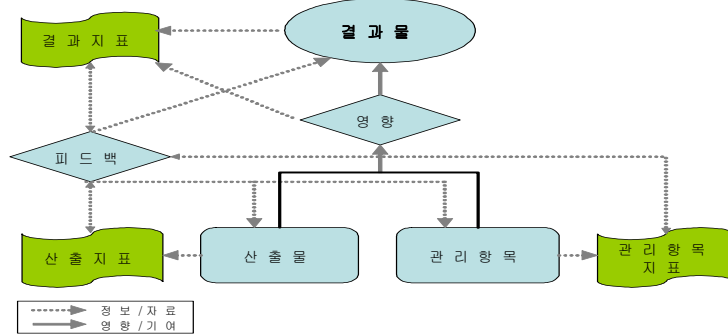 결과물
결과지표
영향
피드백
산출지표
산출물
관리항목
관리항목
지표
정보/자료
영향/기여